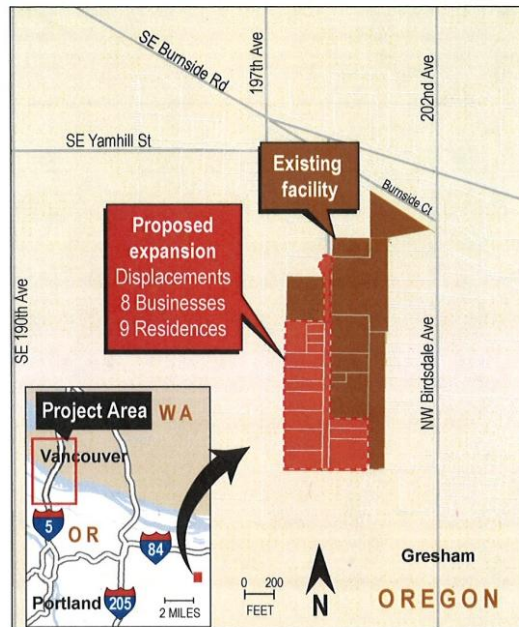 SE Burnside Rd
197th Ave
202nd Ave
SE Yamhill St
Existing
facility
Burnside Ct
Proposed
expansion
Displacements
8 Businesses
9 Residences
SE 190th Ave
NW Birdsdale Ave
Project Area
WA
Vancouver
5
OR
84
Portland
205
2 MILES
0 200
FEET
N
Gresham
OREGON